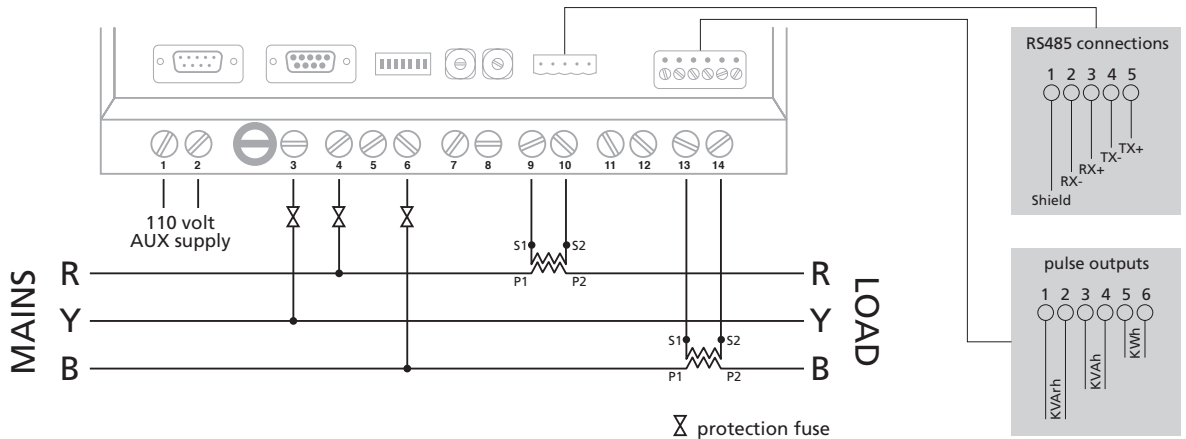 RS485 connections
1 2 3 4 5
TX+
TX-
RX+
RX-
Shield
1 2 3 4 5 6 7 8 9 10 11 12 13 14
110 volt
AUX supply
S1 S2
P1 P2
MAINS
R R
Y Y
B B
LOAD
S1 S2
P1 P2
pulse outputs
1 2 3 4 5 6
KVArh
KVAh
KWh
protection fuse